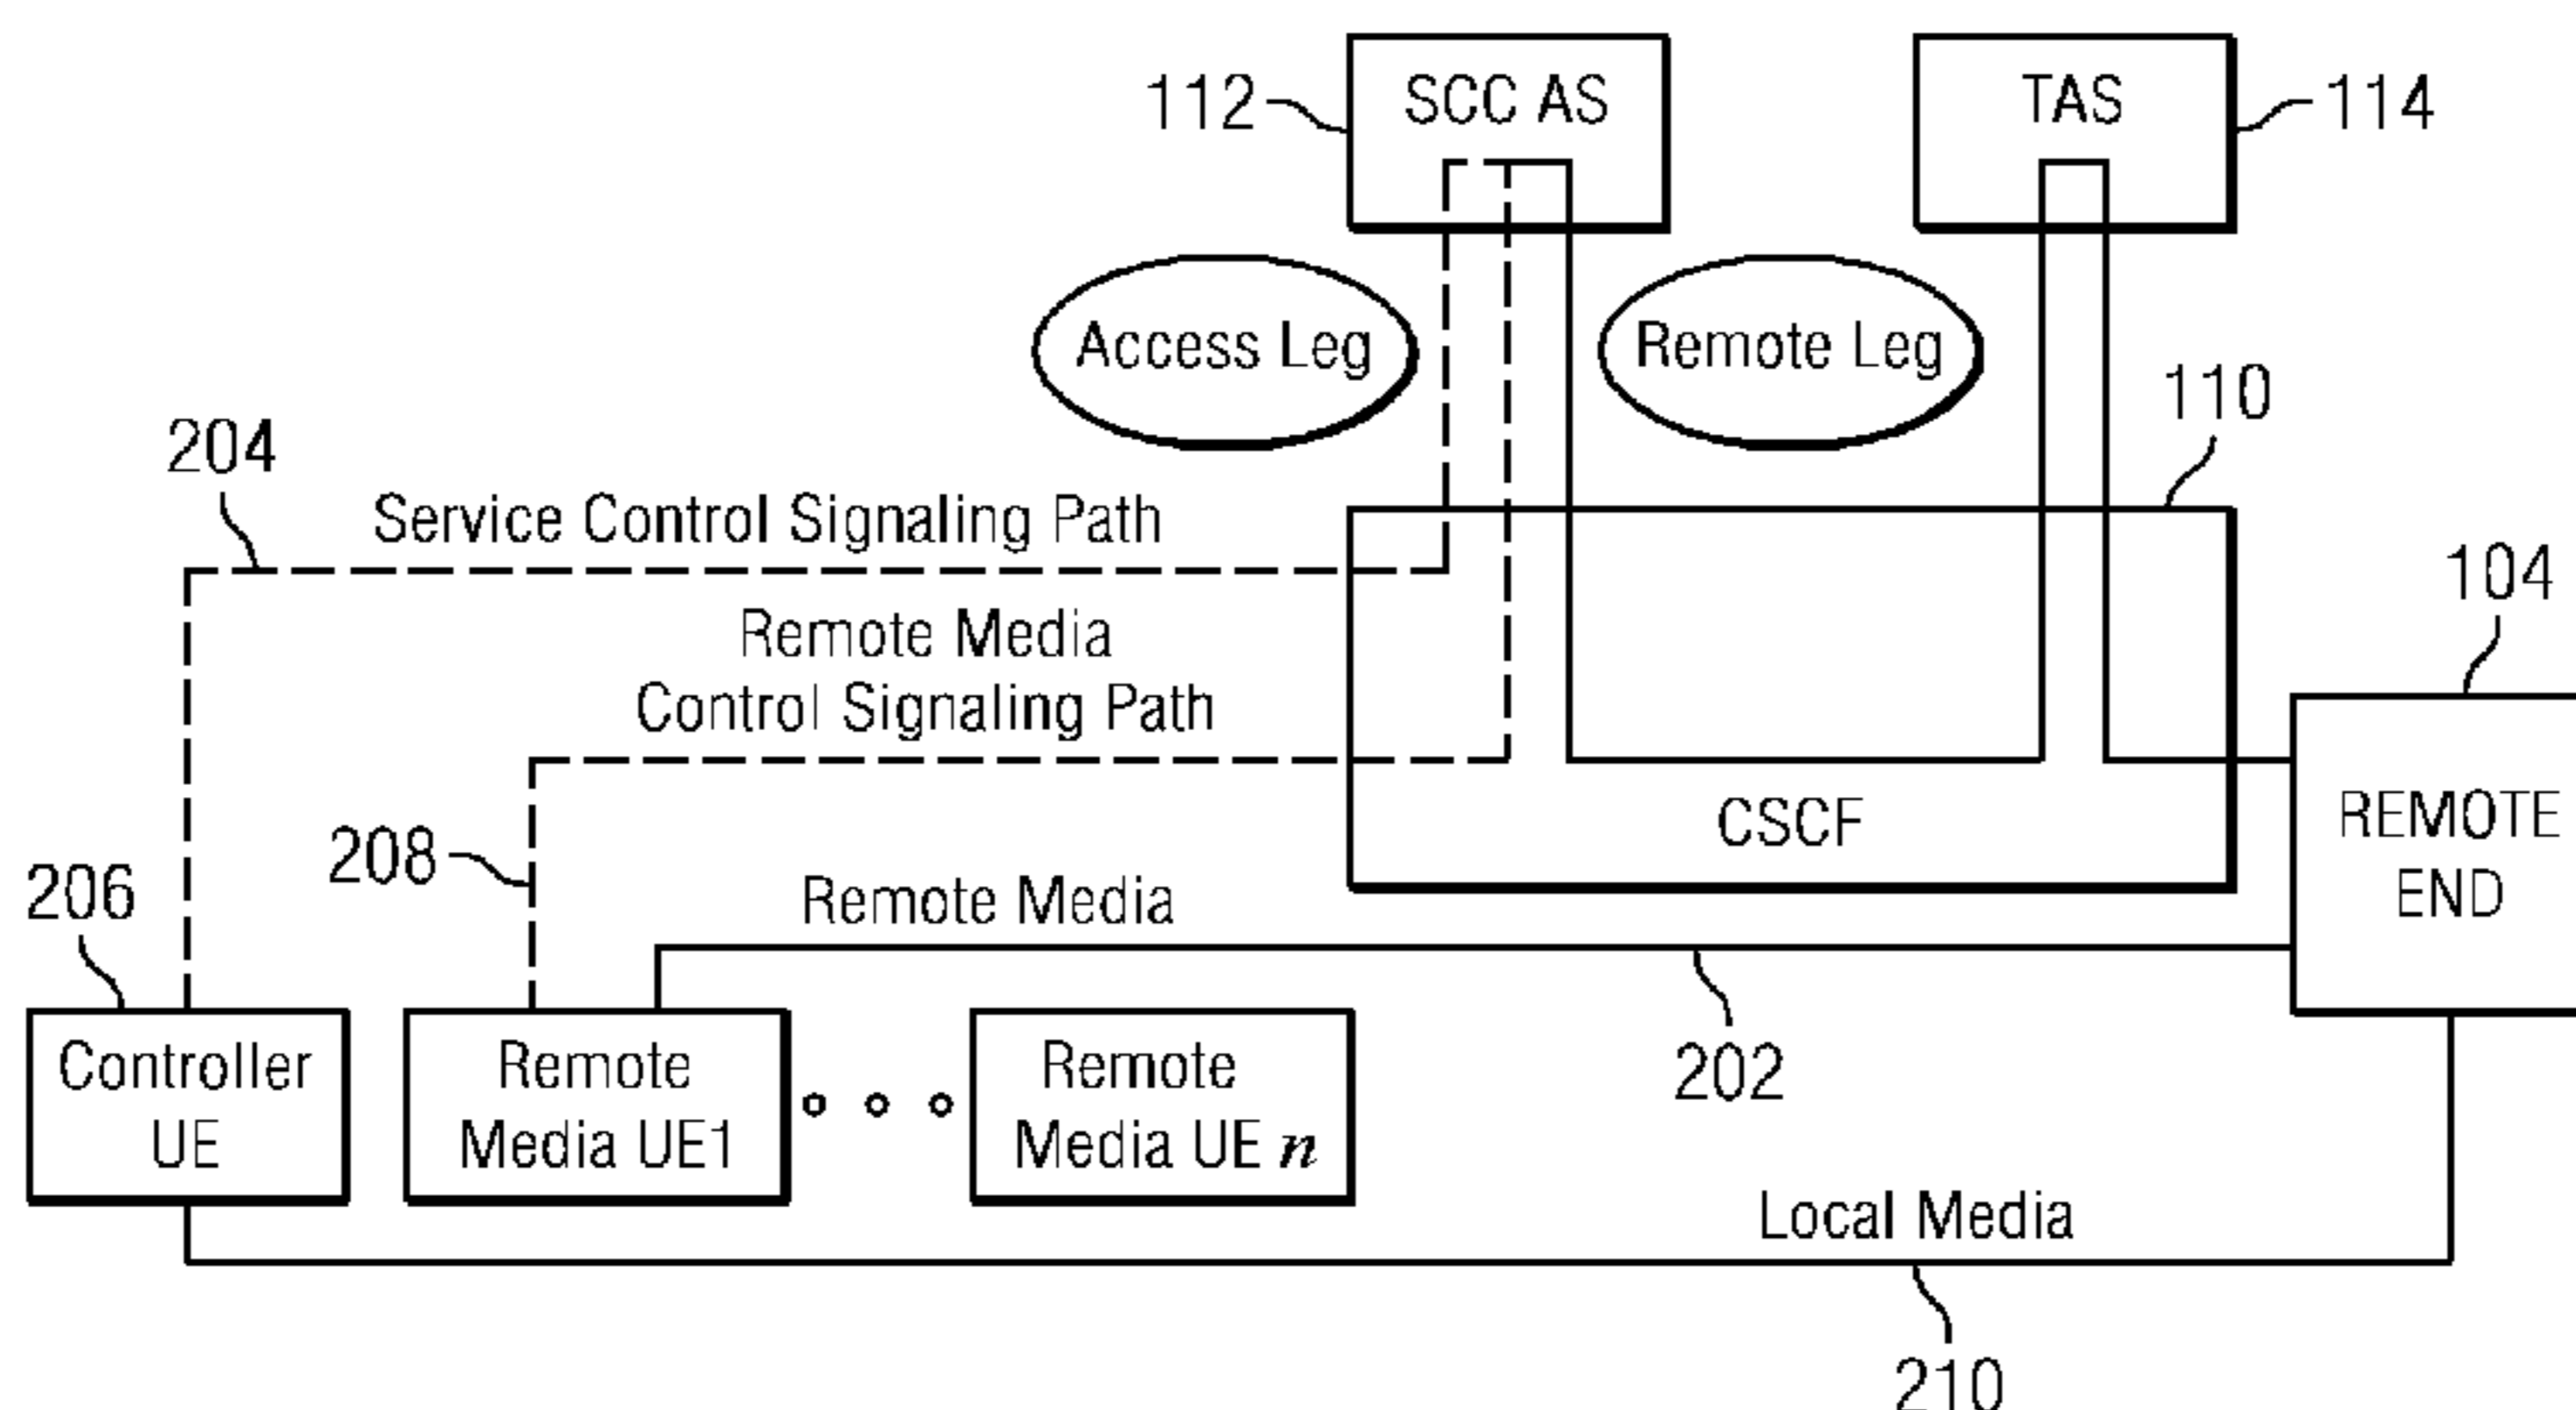 112
SCC AS
TAS
114
Access Leg
Remote Leg
110
204
Service Control Signaling Path
104
Remote Media
Control Signaling Path
208
CSCF
REMOTE
END
206
Remote Media
Controller
UE
Remote
Media UE1
Remote
Media UE n
202
Local Media
210